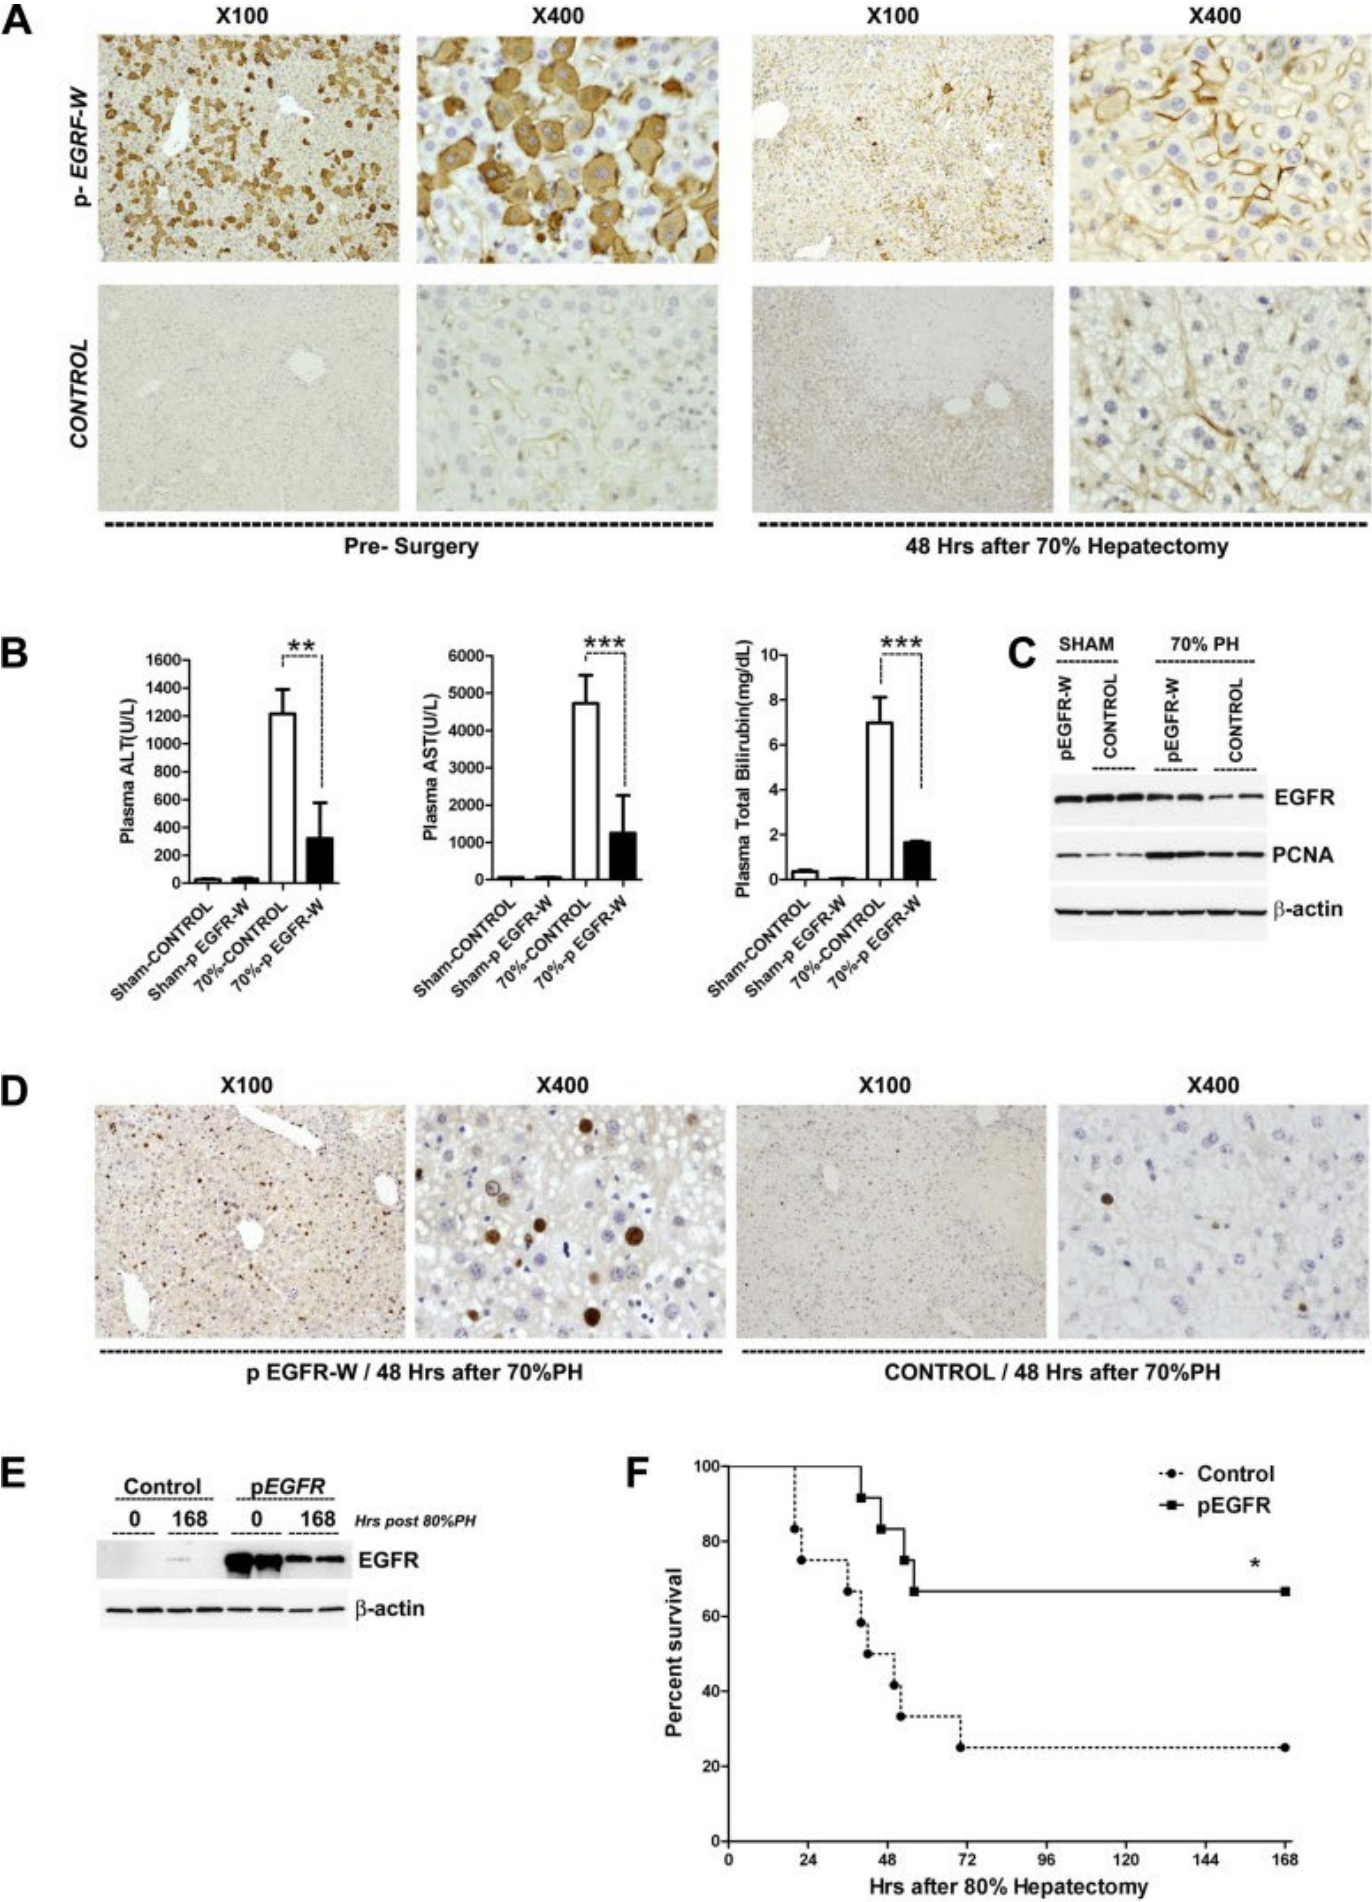 A
X100
X400
X100
X400
p- EGRF-W
CONTROL
Pre- Surgery
48 Hrs after 70% Hepatectomy
B
Plasma ALT(U/L)
1600
1400
1200
1000
800
600
400
200
0
**
Sham-CONTROL
Sham-p EGFR-W
70%-CONTROL
70%-p EGFR-W
Plasma AST(U/L)
6000
5000
4000
3000
2000
1000
0
***
Sham-CONTROL
Sham-p EGFR-W
70%-CONTROL
70%-p EGFR-W
Plasma Total Bilirubin(mg/dL)
10
8
6
4
2
0
***
Sham-CONTROL
Sham-p EGFR-W
70%-CONTROL
70%-p EGFR-W
C
SHAM
70% PH
pEGFR-W
CONTROL
pEGFR-W
CONTROL
EGFR
PCNA
β-actin
D
X100
X400
X100
X400
p EGFR-W / 48 Hrs after 70%PH
CONTROL / 48 Hrs after 70%PH
E
Control
pEGFR
0
168
0
168
Hrs post 80%PH
EGFR
β-actin
F
Percent survival
100
80
60
40
20
0
Control
pEGFR
*
0
24
48
72
96
120
144
168
Hrs after 80% Hepatectomy